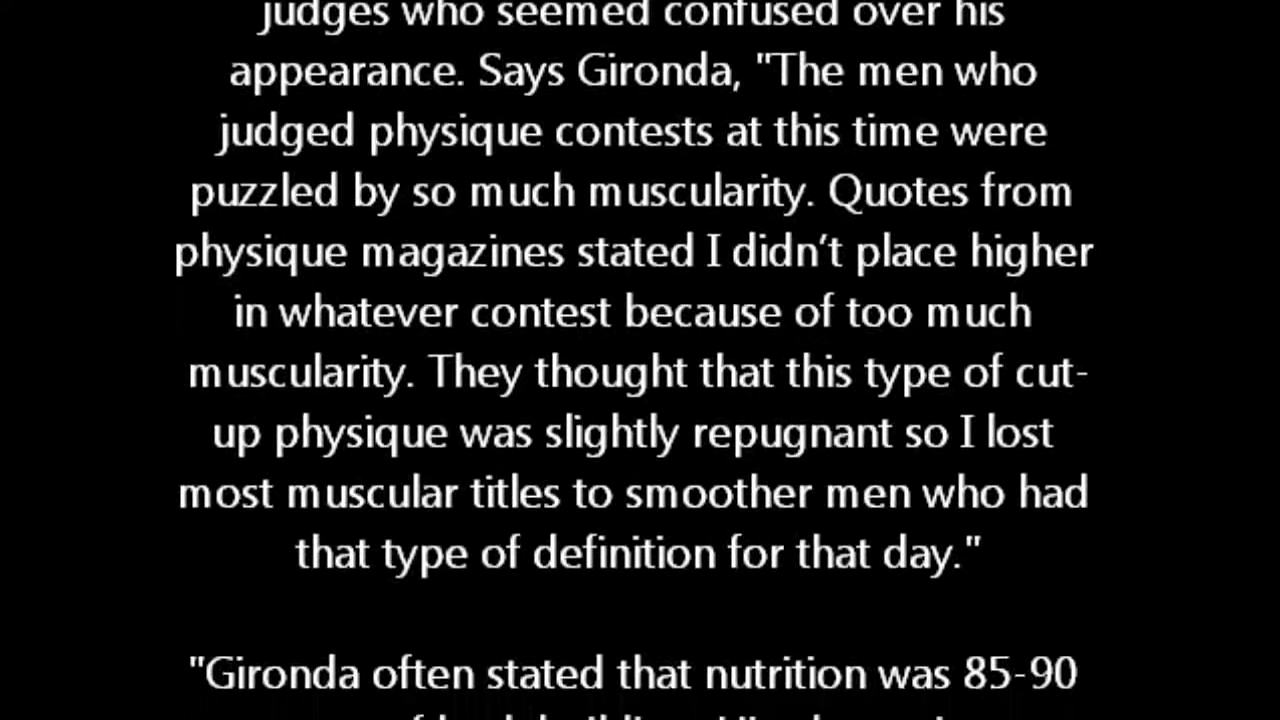 judges who seemed confused over his
appearance. Says Gironda, "The men who
judged physique contests at this time were
puzzled by so much muscularity. Quotes from
physique magazines stated I didn’t place higher
in whatever contest because of too much
muscularity. They thought that this type of cut-
up physique was slightly repugnant so I lost
most muscular titles to smoother men who had
that type of definition for that day."
"Gironda often stated that nutrition was 85-90